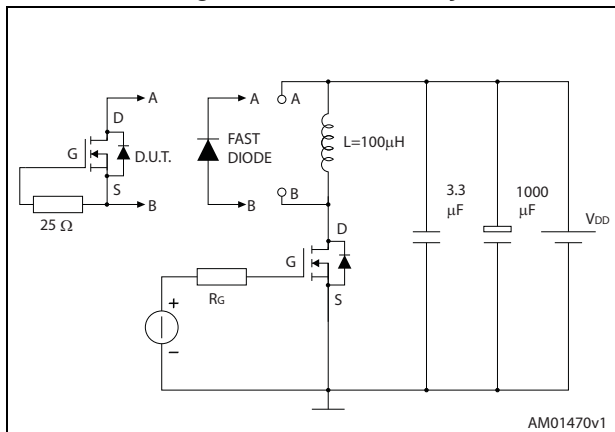 A
D
G
D.U.T.
S
B
25 Ω
A
FAST
DIODE
B
A
B
L=100μH
D
G
S
RG
+
–
3.3
μF
1000
μF
VDD
AM01470v1